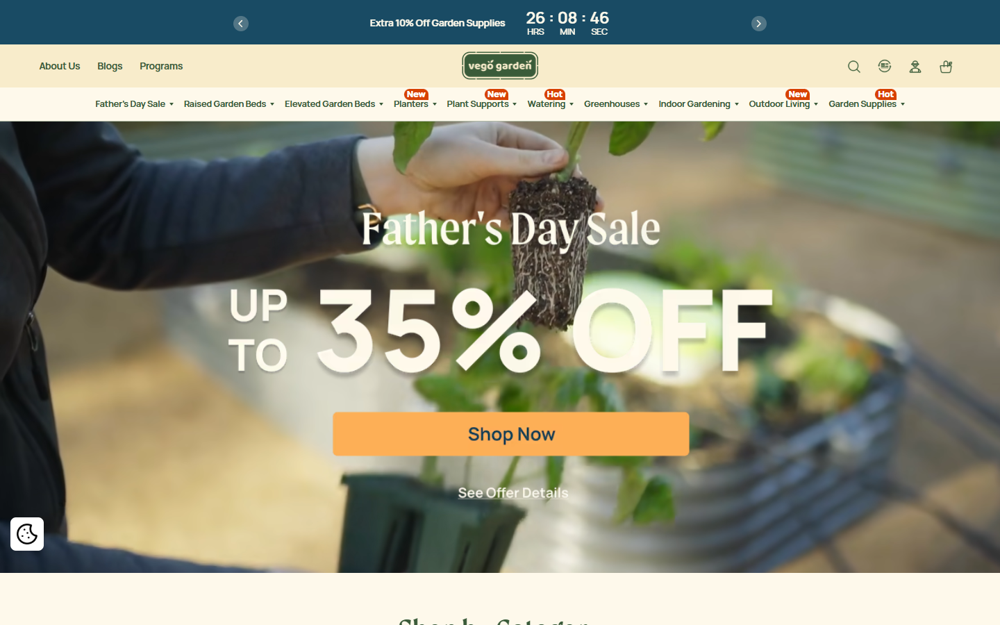 Extra 10% Off Garden Supplies
26 : 08 : 46
HRS MIN SEC
About Us Blogs Programs
vego garden
New New Hot New Hot
Father's Day Sale Raised Garden Beds Elevated Garden Beds Planters Plant Supports Watering Greenhouses Indoor Gardening Outdoor Living Garden Supplies
Father's Day Sale
UP TO 35% OFF
Shop Now
See Offer Details